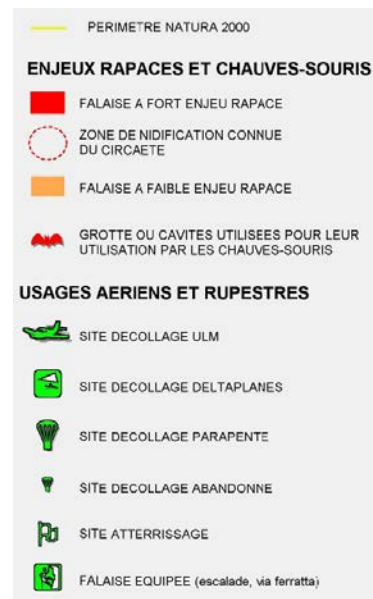 PERIMETRE NATURA 2000
ENJEUX RAPACES ET CHAUVES-SOURIS
FALAISE A FORT ENJEU RAPACE
ZONE DE NIDIFICATION CONNUE
DU CIRCAETE
FALAISE A FAIBLE ENJEU RAPACE
GROTTE OU CAVITES UTILISEES POUR LEUR
UTILISATION PAR LES CHAUVES-SOURIS
USAGES AERIENS ET RUPESTRES
SITE DECOLLAGE ULM
SITE DECOLLAGE DELTAPLANES
SITE DECOLLAGE PARAPENTE
SITE DECOLLAGE ABANDONNE
SITE ATTERRISSAGE
FALAISE EQUIPEE (escalade, via ferratta)